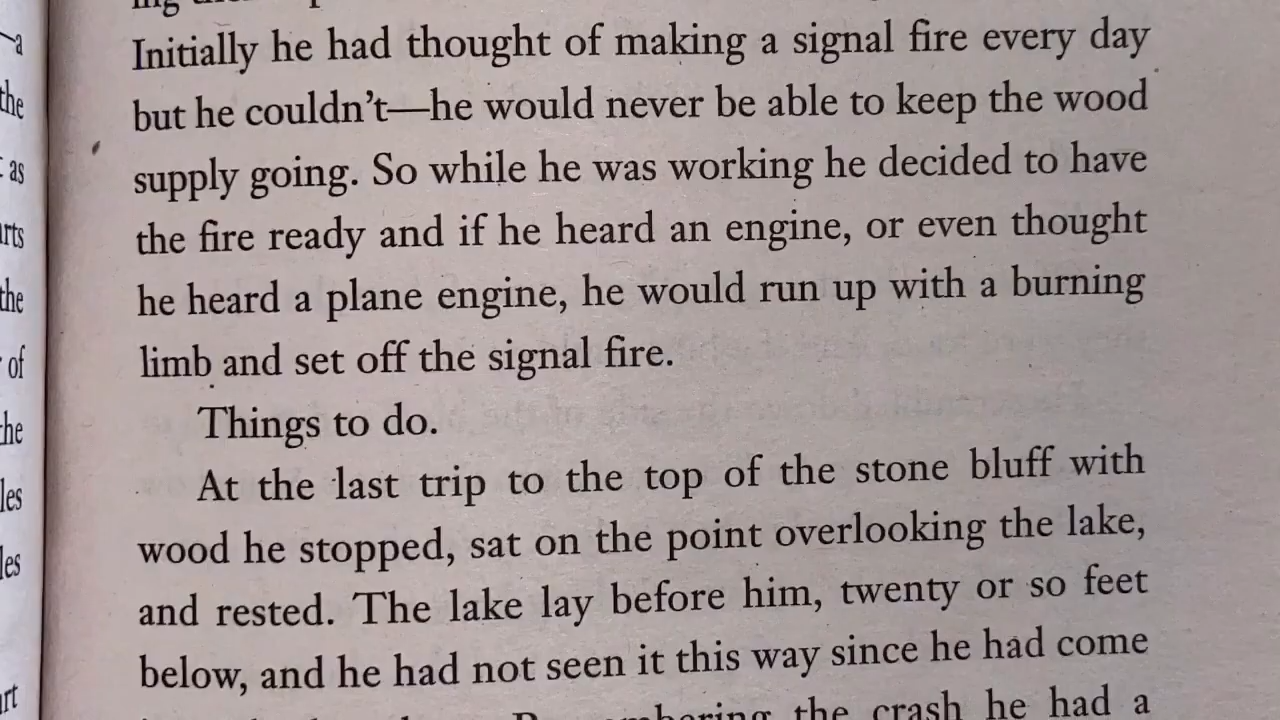 Initially he had thought of making a signal fire every day
but he couldn't—he would never be able to keep the wood
supply going. So while he was working he decided to have
the fire ready and if he heard an engine, or even thought
he heard a plane engine, he would run up with a burning
limb and set off the signal fire.
Things to do.
At the last trip to the top of the stone bluff with
wood he stopped, sat on the point overlooking the lake,
and rested. The lake lay before him, twenty or so feet
below, and he had not seen it this way since he had come
the crash he had a